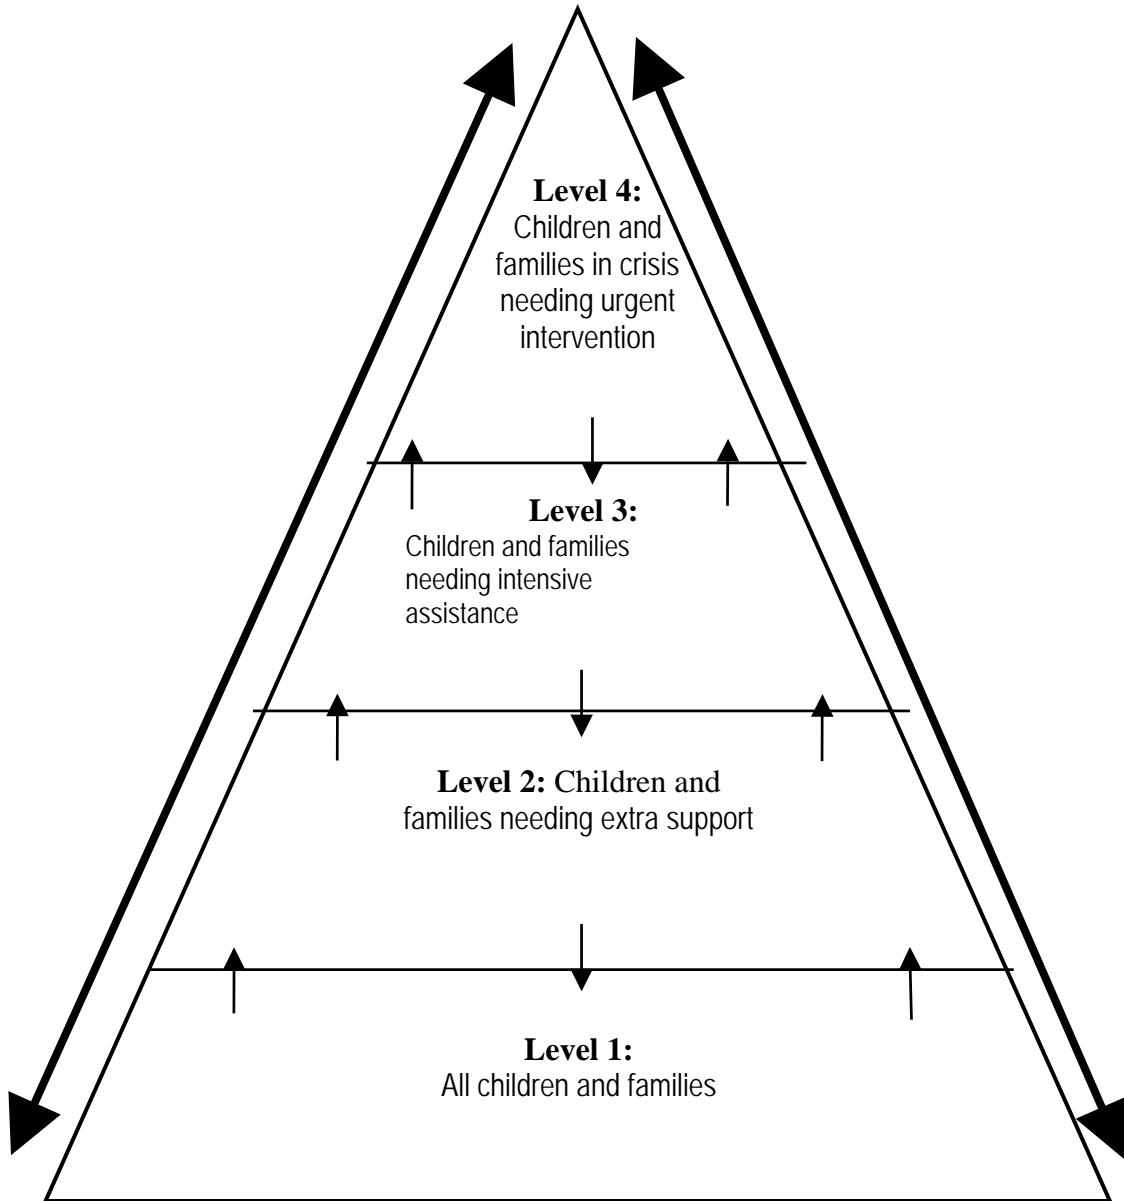 Level 4:
Children and
families in crisis
needing urgent
intervention
Level 3:
Children and families
needing intensive
assistance
Level 2: Children and
families needing extra support
Level 1:
All children and families